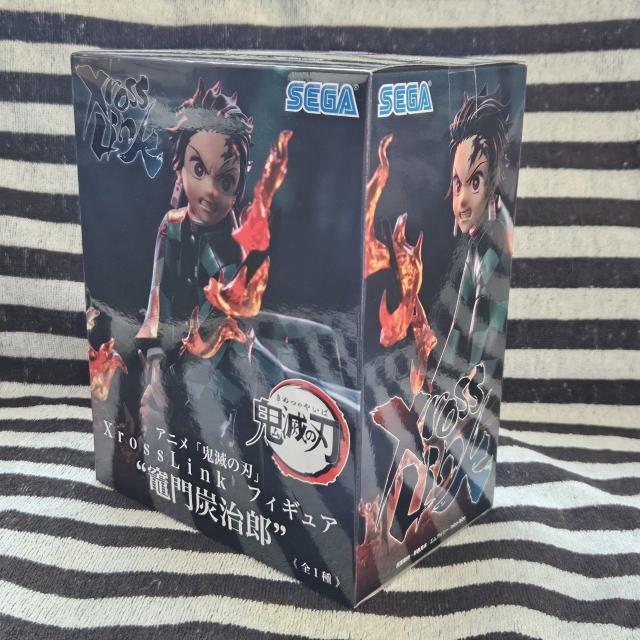 Xross
Link
SEGA
きめつのやいば
鬼滅の刃
アニメ「鬼滅の刃」
XrossLink フィギュア
“竈門炭治郎”
《全1種》
SEGA
Xross
Link